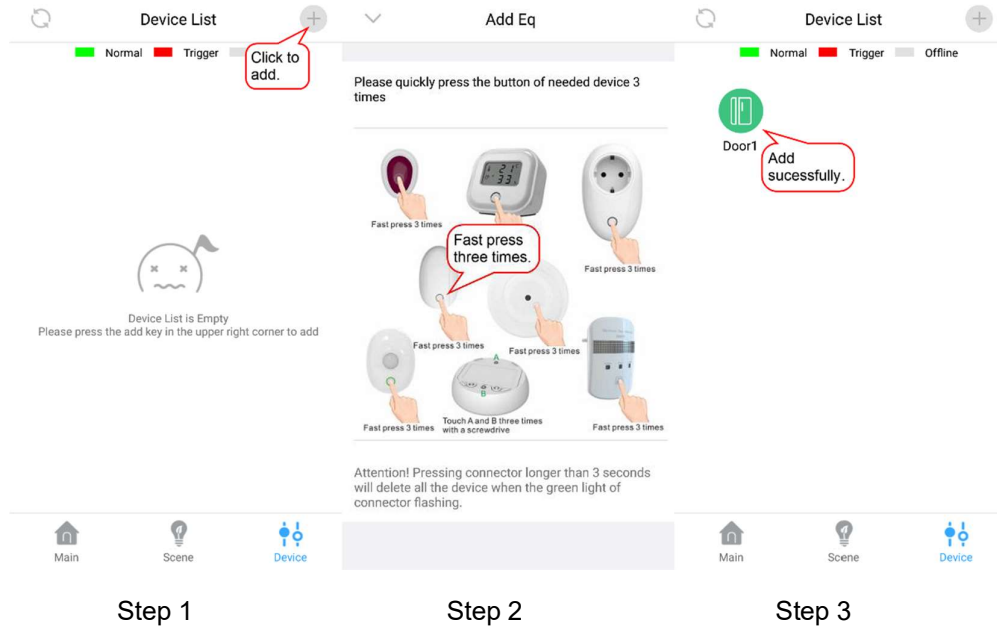 Device List
Normal Trigger
Click to
add.
Device List is Empty
Please press the add key in the upper right corner to add
Main Scene Device
Step 1
Add Eq
Please quickly press the button of needed device 3
times
Fast press 3 times
Fast press
three times.
Fast press 3 times
Fast press 3 times
Fast press 3 times
A
B
Fast press 3 times
Touch A and B three times
with a screwdrive
Fast press 3 times
Attention! Pressing connector longer than 3 seconds
will delete all the device when the green light of
connector flashing.
Step 2
Device List
Normal Trigger Offline
Door1
Add
sucessfully.
Main Scene Device
Step 3